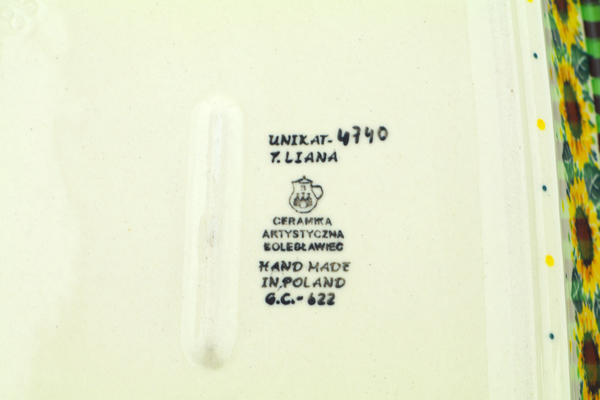 UNIKAT- 4740
T. LIANA
CERAMIKA
ARTYSTYCZNA
BOLESŁAWIEC
HAND MADE
IN POLAND
G.C.- 622